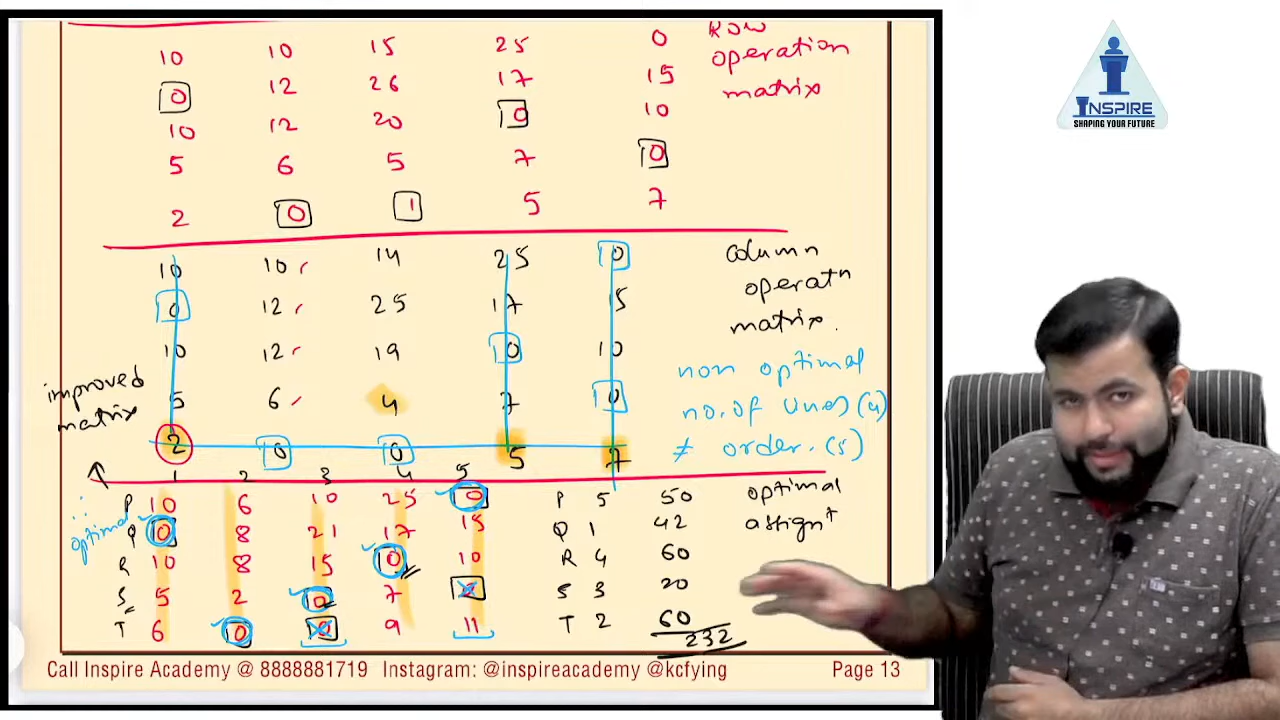 Row
10 10 15 25 0 operation
0 12 26 17 15 matrix
10 12 20 0 10
5 6 5 7 0
2 0 1 5 7
10 10 14 25 0 column
0 12 25 17 15 operatn
10 12 19 0 10 matrix.
improved matrix
5 6 4 7 0
2 0 0 5 7
non optimal
no. of lines (4)
≠ order. (5)
1 2 3 4 5
P 10 6 10 25 0 P 5 50 optimal
Q 0 8 21 17 15 Q 1 42 assignt
R 10 8 15 0 10 R 4 60
S 5 2 0 7 0 S 3 20
T 6 0 0 9 11 T 2 60
232
∴ optimal
Call Inspire Academy @ 8888881719 Instagram: @inspireacademy @kcfying Page 13
INSPIRE
SHAPING YOUR FUTURE